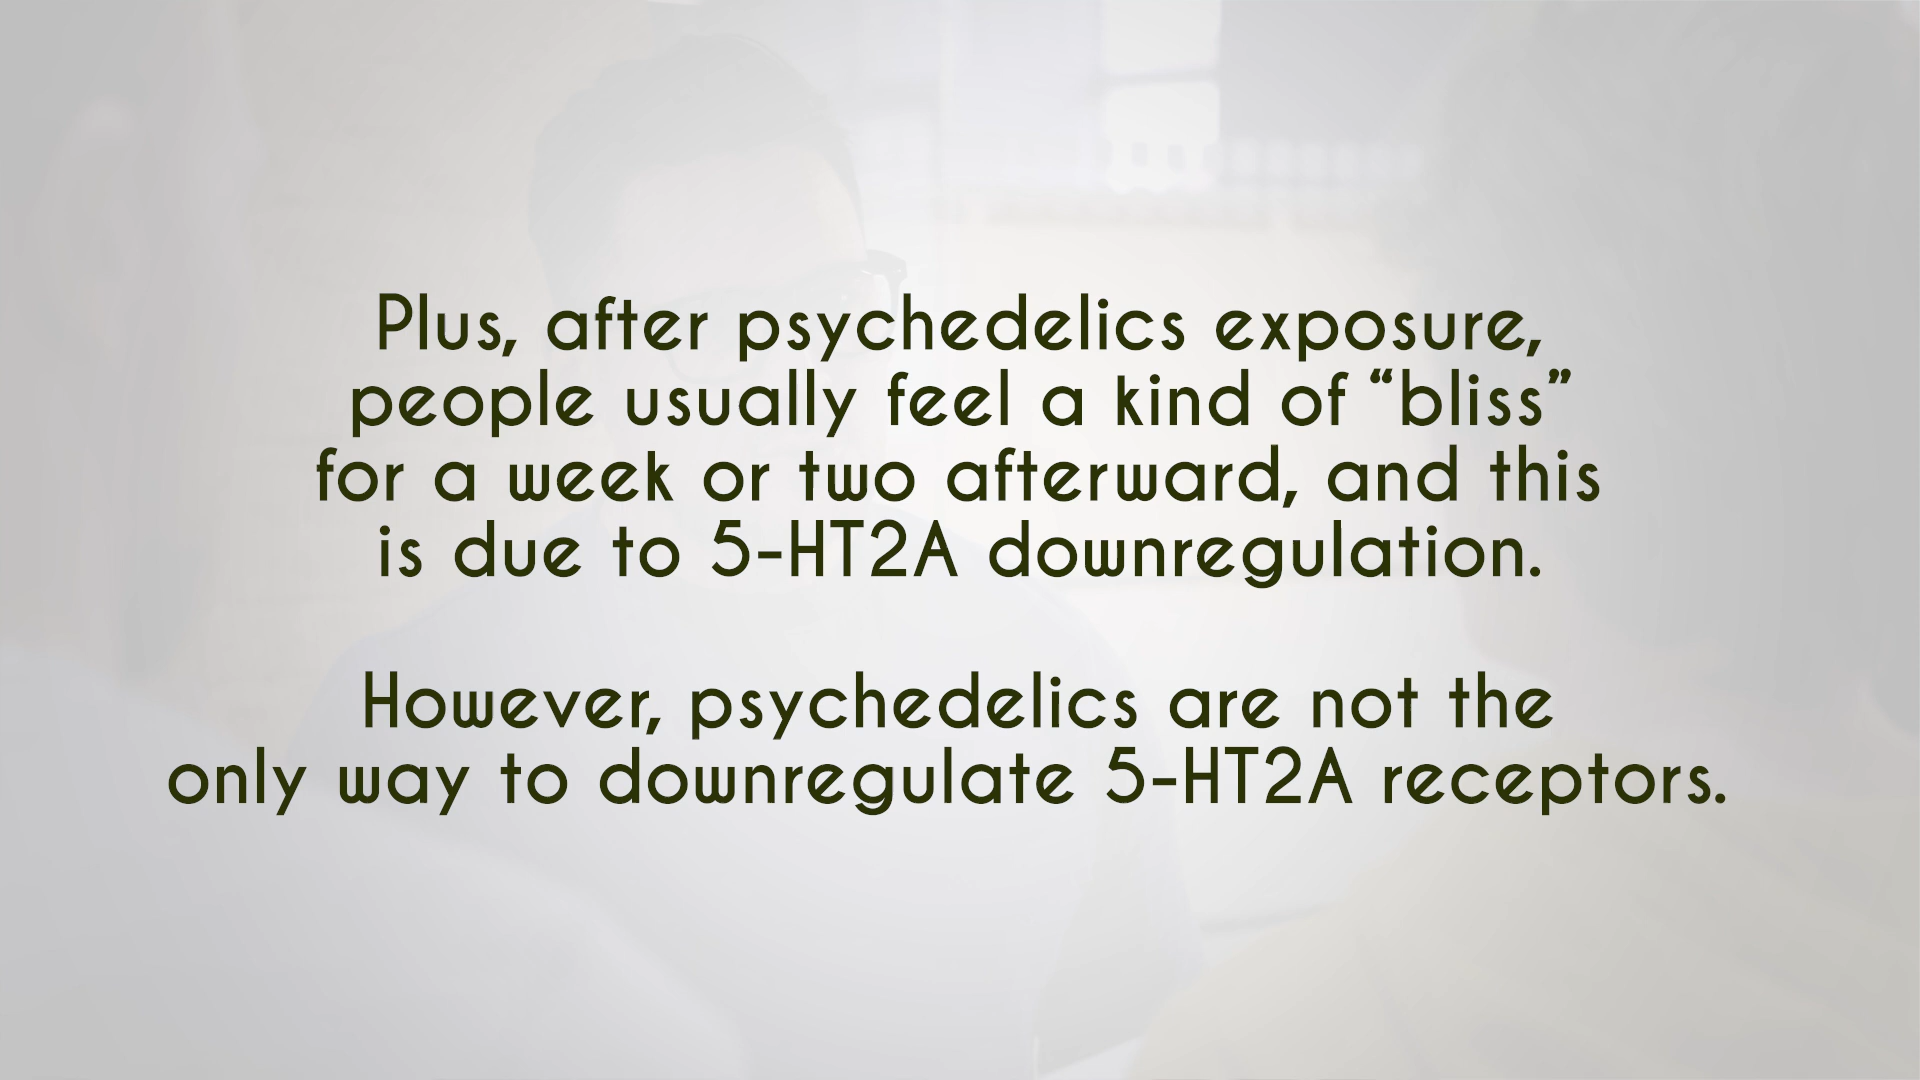 Plus, after psychedelics exposure,
people usually feel a kind of “bliss”
for a week or two afterward, and this
is due to 5-HT2A downregulation.
However, psychedelics are not the
only way to downregulate 5-HT2A receptors.